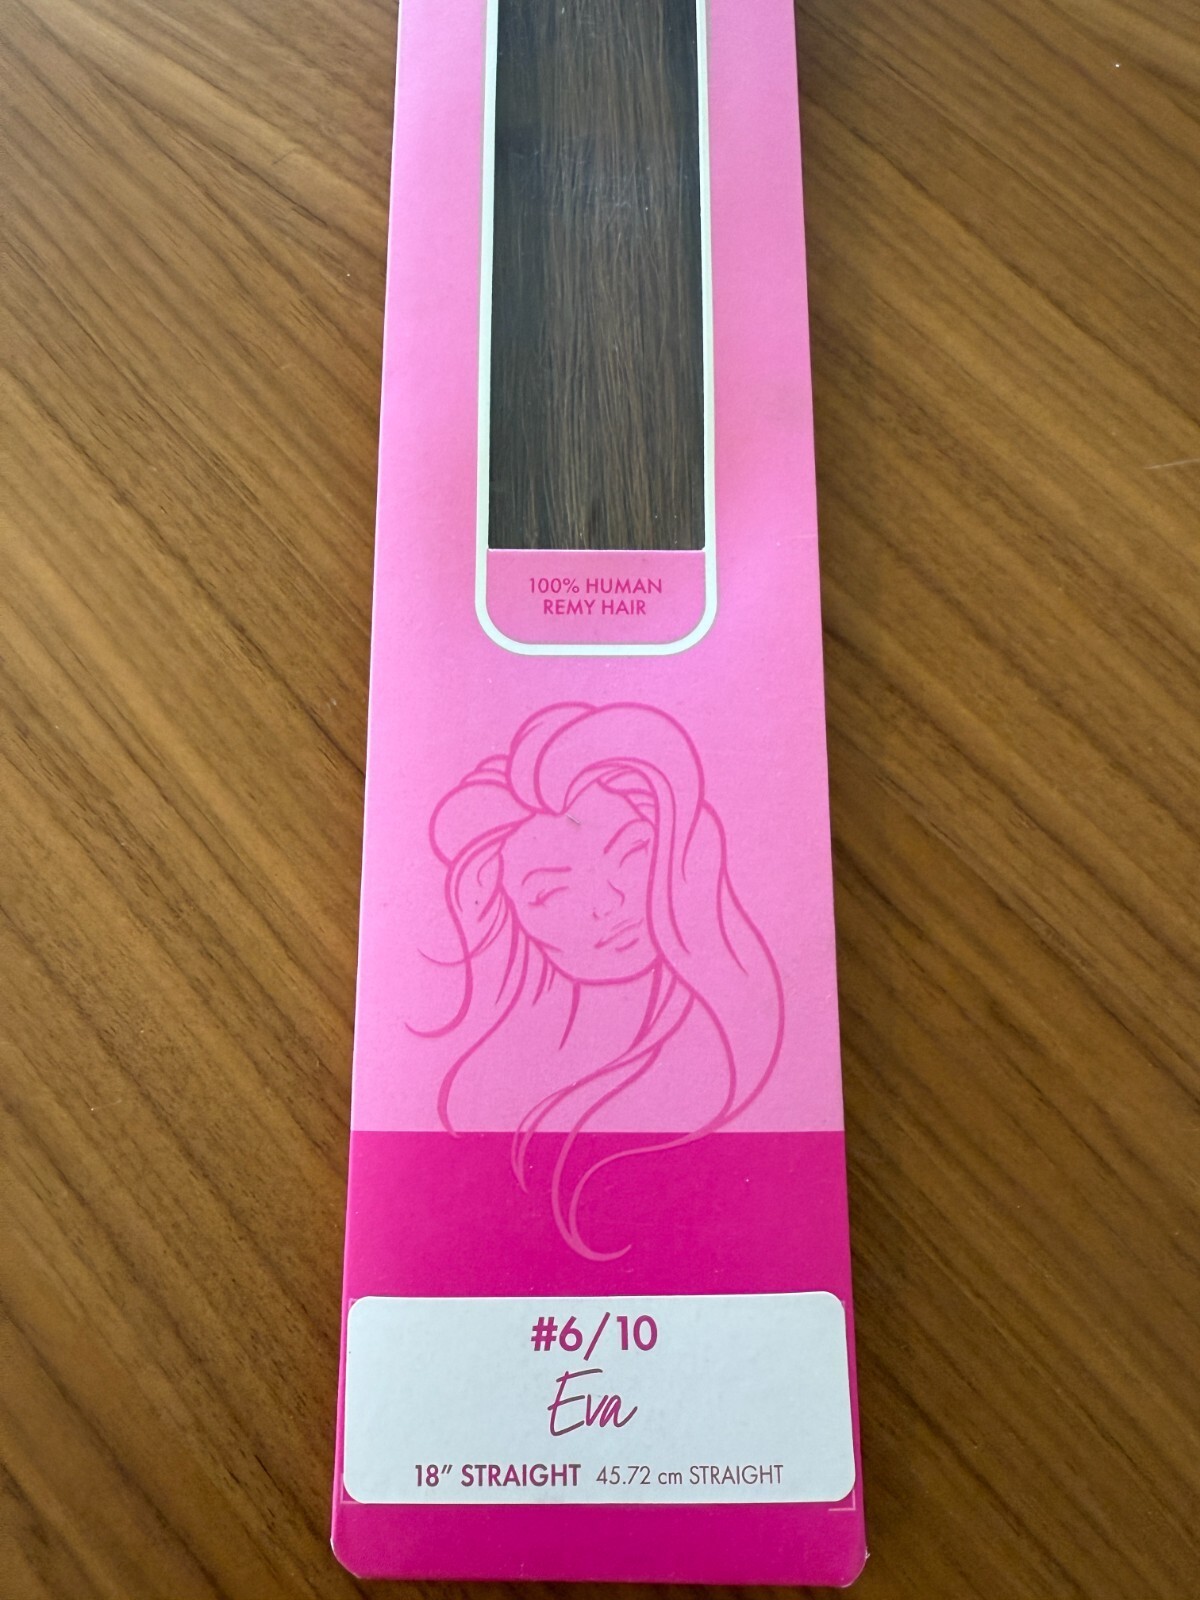 100% HUMAN
REMY HAIR
#6/10
Eva
18" STRAIGHT 45.72 cm STRAIGHT